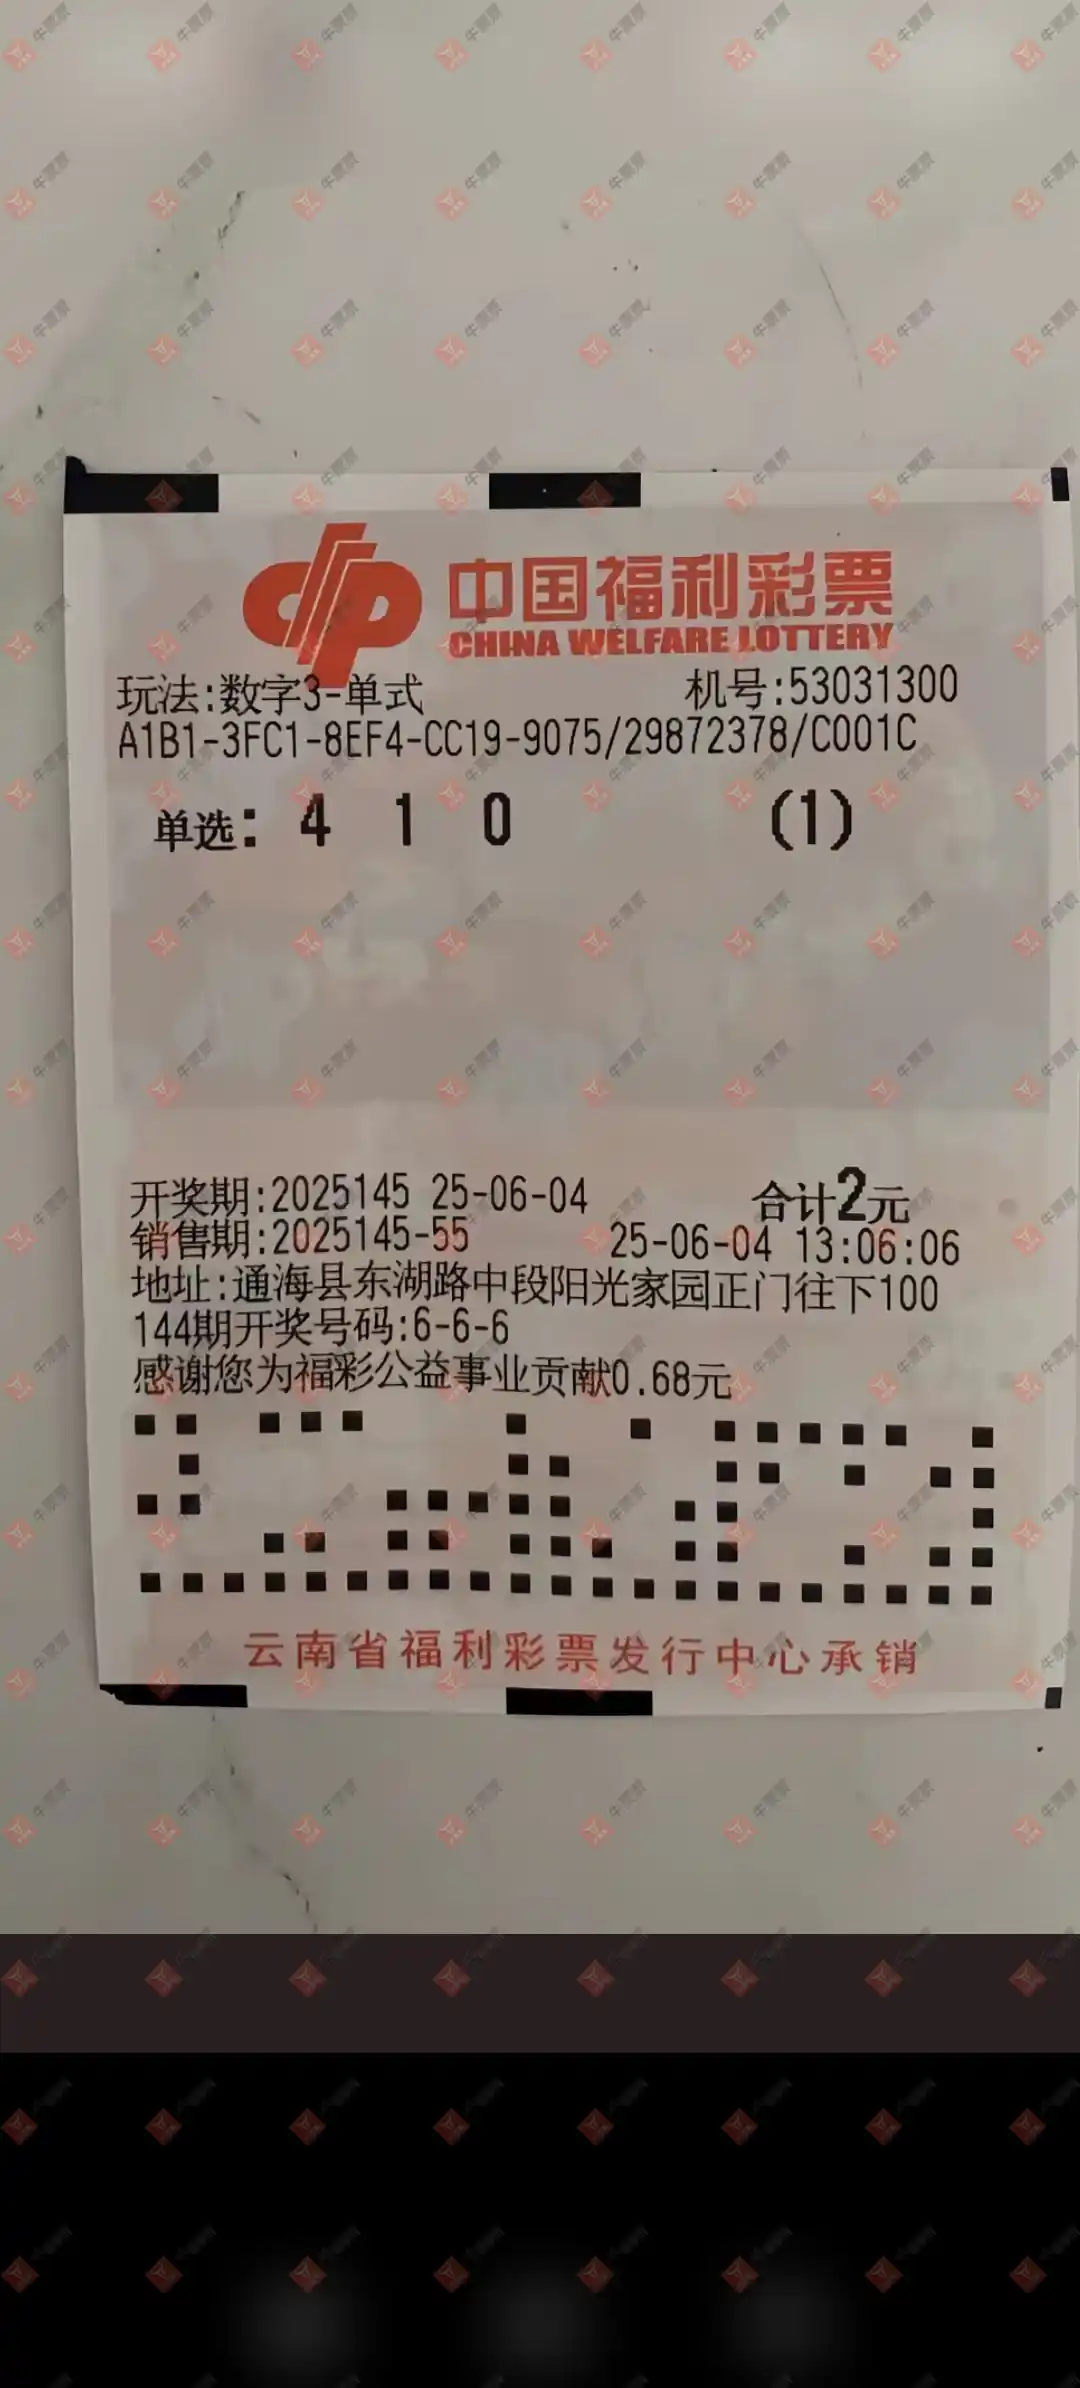 中国福利彩票
CHINA WELFARE LOTTERY
玩法:数字3-单式 机号:53031300
A1B1-3FC1-8EF4-CC19-9075/29872378/C001C
单选: 4 1 0 (1)
开奖期:2025145 25-06-04 合计2元
销售期:2025145-55 25-06-04 13:06:06
地址:通海县东湖路中段阳光家园正门往下100
144期开奖号码:6-6-6
感谢您为福彩公益事业贡献0.68元
云南省福利彩票发行中心承销